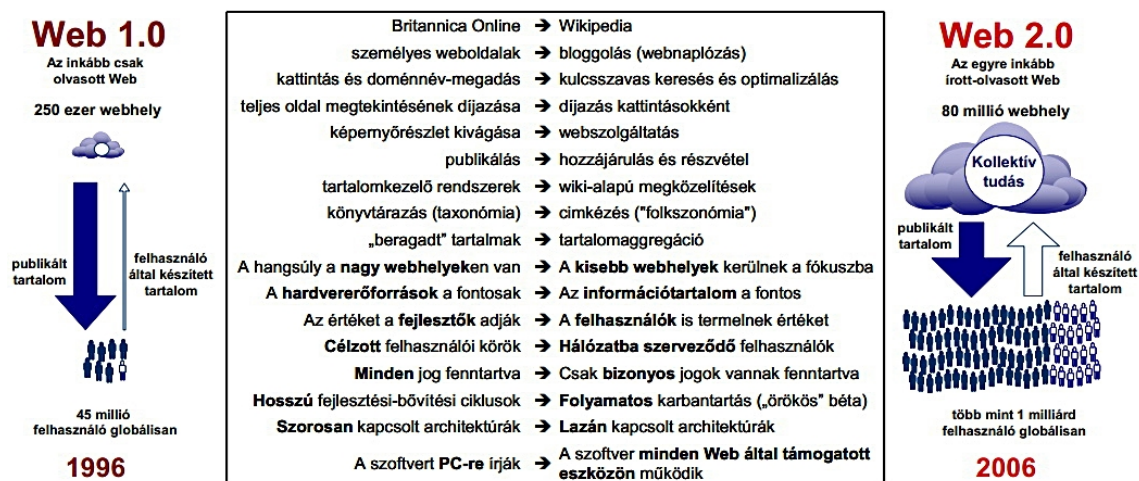 Web 1.0
Az inkább csak
olvasott Web
250 ezer webhely
publikált
tartalom
felhasználó
által készített
tartalom
45 millió
felhasználó globálisan
1996
Britannica Online ➔ Wikipedia
személyes weboldalak ➔ bloggolás (webnaplózás)
kattintás és doménnév-megadás ➔ kulcsszavas keresés és optimalizálás
teljes oldal megtekintésének díjazása ➔ díjazás kattintásokként
képernyőrészlet kivágása ➔ webszolgáltatás
publikálás ➔ hozzájárulás és részvétel
tartalomkezelő rendszerek ➔ wiki-alapú megközelítések
könyvtárazás (taxonómia) ➔ cimkézés ("folkszonómia")
„beragadt” tartalmak ➔ tartalomaggregáció
A hangsúly a nagy webhelyeken van ➔ A kisebb webhelyek kerülnek a fókuszba
A hardvererőforrások a fontosak ➔ Az információtartalom a fontos
Az értéket a fejlesztők adják ➔ A felhasználók is termelnek értéket
Célzott felhasználói körök ➔ Hálózatba szerveződő felhasználók
Minden jog fenntartva ➔ Csak bizonyos jogok vannak fenntartva
Hosszú fejlesztési-bővítési ciklusok ➔ Folyamatos karbantartás („örökös” béta)
Szorosan kapcsolt architektúrák ➔ Lazán kapcsolt architektúrák
A szoftvert PC-re írják ➔ A szoftver minden Web által támogatott
eszközön működik
Web 2.0
Az egyre inkább
írott-olvasott Web
80 millió webhely
Kollektív
tudás
publikált
tartalom
felhasználó
által készített
tartalom
több mint 1 milliárd
felhasználó globálisan
2006